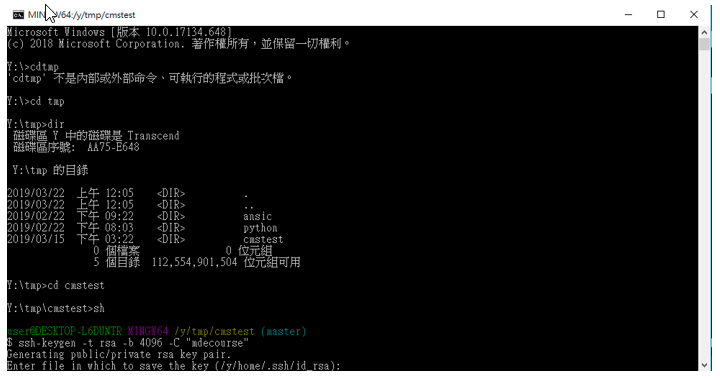 MINGW64:/y/tmp/cmstest
Microsoft Windows [版本 10.0.17134.648]
(c) 2018 Microsoft Corporation. 著作權所有，並保留一切權利。
Y:\>cdtmp
'cdtmp' 不是內部或外部命令、可執行的程式或批次檔。
Y:\>cd tmp
Y:\tmp>dir
磁碟區 Y 中的磁碟是 Transcend
磁碟區序號:  AA75-E648
Y:\tmp 的目錄
2019/03/22  上午 12:05    <DIR>          .
2019/03/22  上午 12:05    <DIR>          ..
2019/02/22  下午 09:22    <DIR>          ansic
2019/02/22  下午 08:03    <DIR>          python
2019/03/15  下午 03:22    <DIR>          cmstest
0 個檔案               0 位元組
5 個目錄  112,554,901,504 位元組可用
Y:\tmp>cd cmstest
Y:\tmp\cmstest>sh
user@DESKTOP-L6DUNTR MINGW64 /y/tmp/cmstest (master)
$ ssh-keygen -t rsa -b 4096 -C "mdecourse"
Generating public/private rsa key pair.
Enter file in which to save the key (/y/home/.ssh/id_rsa):